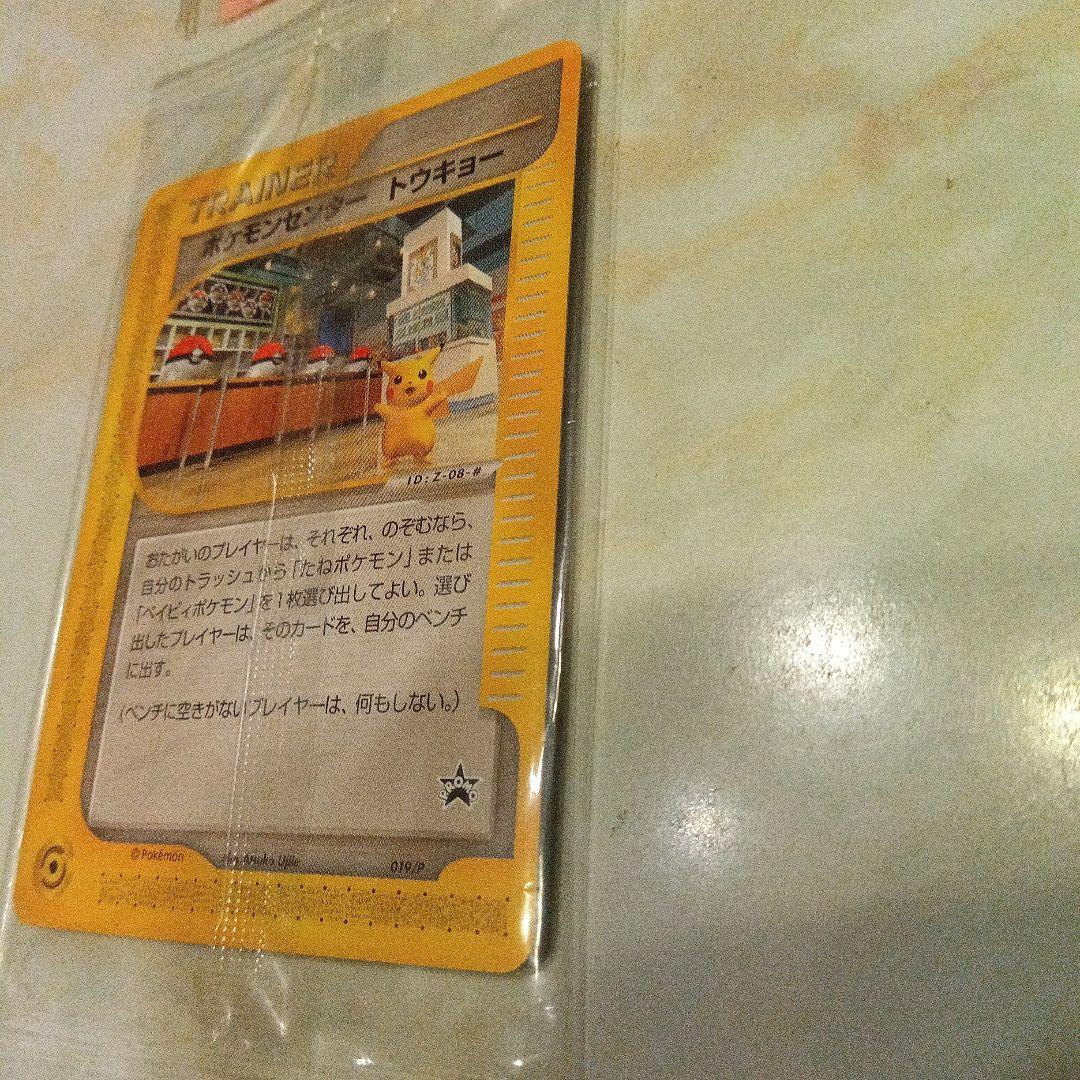 TRAINER
ポケモンセンター トウキョー
ID:Z-08-#
おたがいのプレイヤーは、それぞれ、のぞむなら、
自分のトラッシュから「たねポケモン」または
「ベイビィポケモン」を1枚選び出してよい。選び
出したプレイヤーは、そのカードを、自分のベンチ
に出す。
(ベンチに空きがないプレイヤーは、何もしない。)
PROMO
©Pokémon
019/P